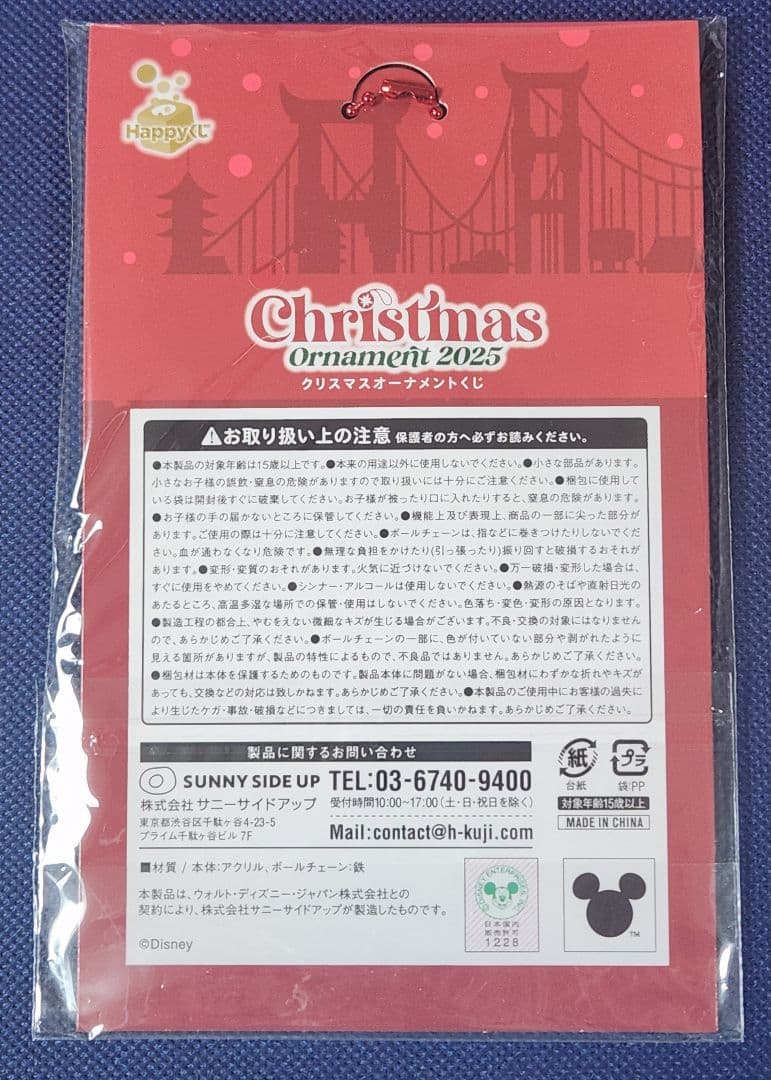 Happyくじ
Christmas
Ornament 2025
クリスマスオーナメントくじ
お取り扱い上の注意 保護者の方へ必ずお読みください。
●本製品の対象年齢は15歳以上です。●本来の用途以外に使用しないでください。●小さな部品があります。
小さなお子様の誤飲・窒息の危険がありますので取り扱いには十分にご注意ください。●梱包に使用して
いる袋は開封後すぐに破棄してください。お子様が被ったり口に入れたりすると、窒息の危険があります。
●お子様の手の届かないところに保管してください。●機能上及び表現上、商品の一部に尖った部分が
あります。ご使用の際は十分に注意してください。●ボールチェーンは、指などに巻きつけたりしないでくだ
さい。血が通わなくなり危険です。●無理な負担をかけたり(引っ張ったり)振り回すと破損するおそれが
あります。●変形・変質のおそれがあります。火気に近づけないでください。●万一破損・変形した場合は、
すぐに使用をやめてください。●シンナー・アルコールは使用しないでください。●熱源のそばや直射日光の
あたるところ、高温多湿な場所での保管・使用はしないでください。色落ち・変色・変形の原因となります。
●製造工程の都合上、やむをえない微細なキズが生じる場合がございます。不良・交換の対象にはなりません
ので、あらかじめご了承ください。●ボールチェーンの一部に、色が付いていない部分や剥がれたように
見える箇所がありますが、製品の特性によるもので、不良品ではありません。あらかじめご了承ください。
●梱包材は本体を保護するためのものです。製品本体に問題がない場合、梱包材にわずかな折れやキズが
あっても、交換などの対応は致しかねます。あらかじめご了承ください。●本製品のご使用中にお客様の過失に
より生じたケガ・事故・破損などにつきましては、一切の責任を負いかねます。あらかじめご了承ください。
製品に関するお問い合わせ
SUNNY SIDE UP
株式会社 サニーサイドアップ
東京都渋谷区千駄ヶ谷4-23-5
プライム千駄ヶ谷ビル 7F
TEL:03-6740-9400
受付時間10:00~17:00(土・日・祝日を除く)
Mail:contact@h-kuji.com
紙
台紙
プラ
袋:PP
対象年齢15歳以上
MADE IN CHINA
■材質 / 本体:アクリル、ボールチェーン:鉄
本製品は、ウォルト・ディズニー・ジャパン株式会社との
契約により、株式会社サニーサイドアップが製造したものです。
©Disney
©DISNEY ENTERPRISES, IN
日本国内
販売許可
1228
TM